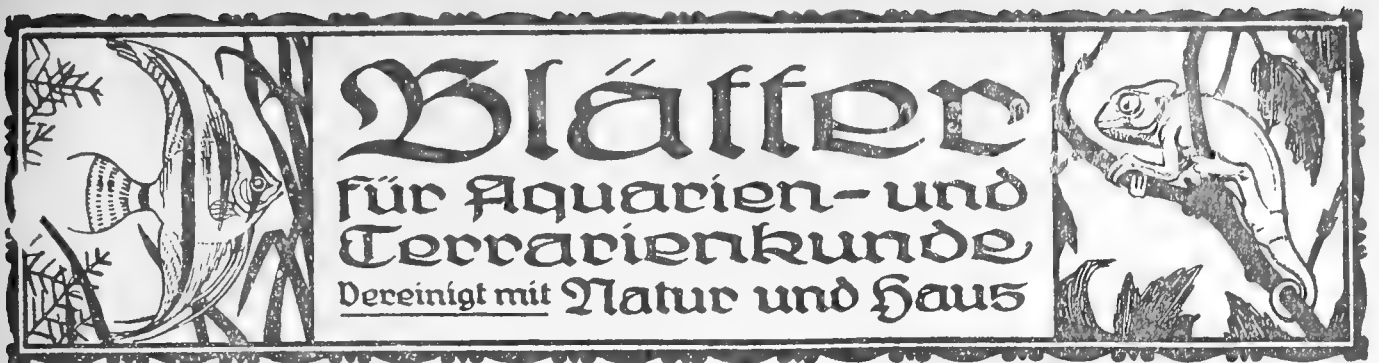 Blätter
für Aquarien- und
Terrarienkunde
Vereinigt mit Natur und Haus